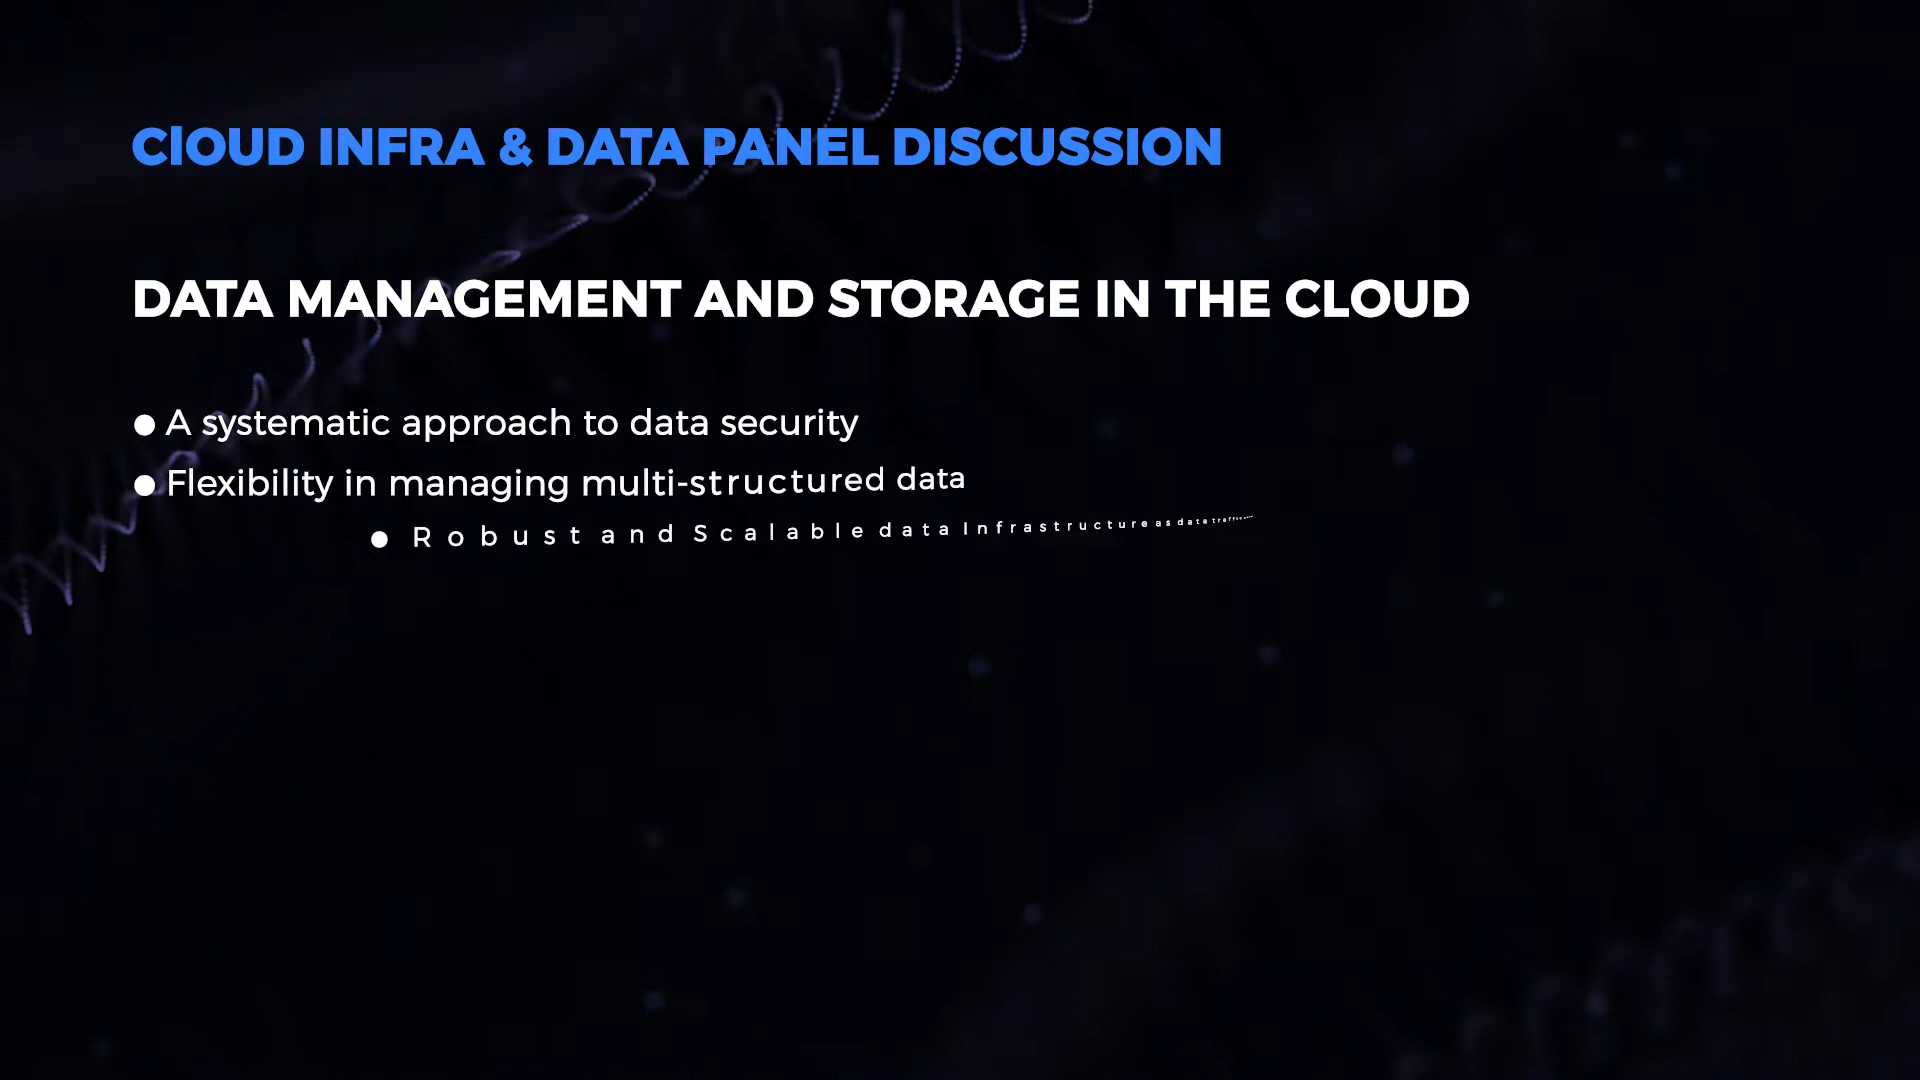 ClOUD INFRA & DATA PANEL DISCUSSION
DATA MANAGEMENT AND STORAGE IN THE CLOUD
● A systematic approach to data security
● Flexibility in managing multi-structured data
● Robust and Scalable data Infrastructure as data traffic